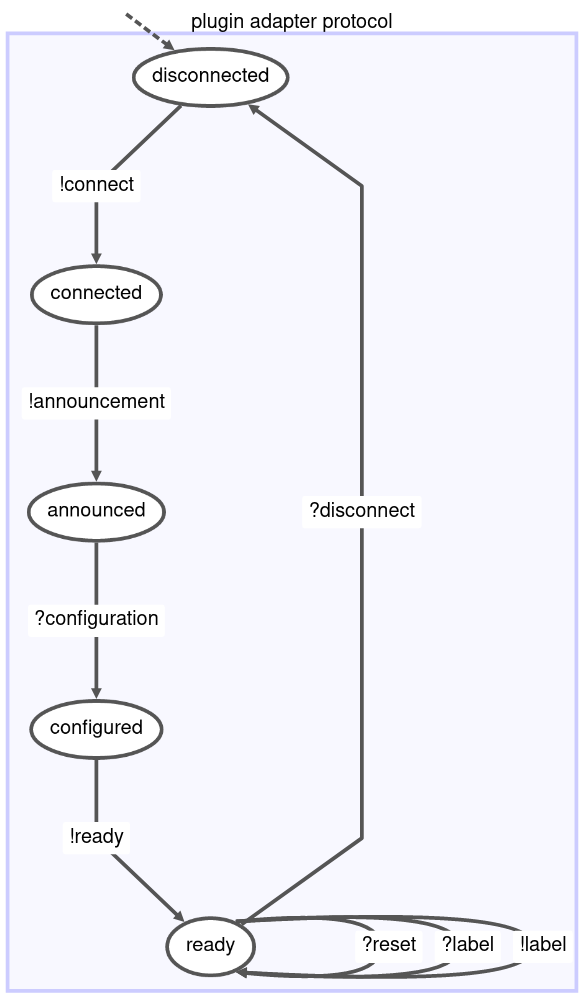 plugin adapter protocol
disconnected
!connect
connected
!announcement
announced
?disconnect
?configuration
configured
!ready
ready
?reset
?label
!label